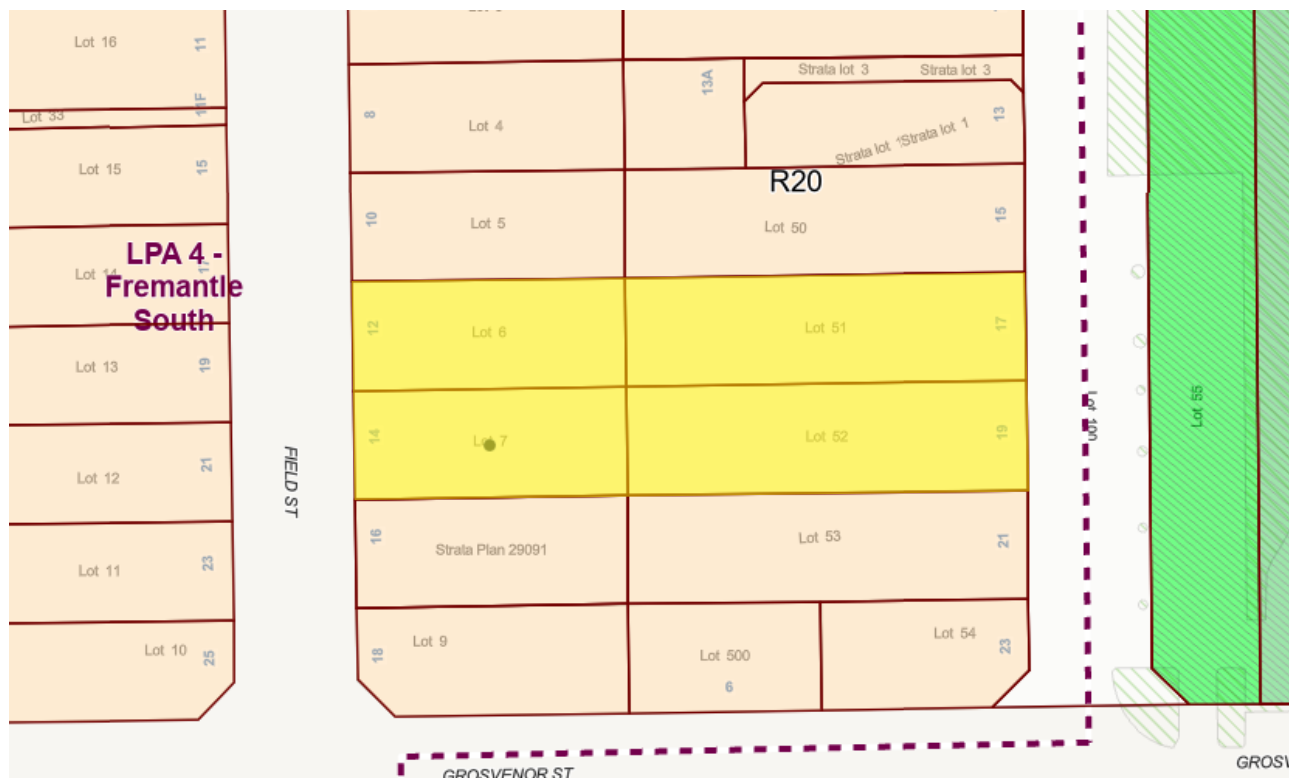 Lot 16
11
11F
Lot 33
Lot 15
15
LPA 4 -
Fremantle
South
Lot 14
17
Lot 13
19
Lot 12
21
Lot 11
23
Lot 10
25
FIELD ST
8
Lot 4
13A
Strata lot 3
Strata lot 3
13
Strata lot 1
Strata lot 1
R20
10
Lot 5
Lot 50
15
12
Lot 6
Lot 51
17
14
Lot 7
Lot 52
19
16
Strata Plan 29091
Lot 53
21
18
Lot 9
Lot 500
6
Lot 54
23
Lot 100
Lot 55
GROSVENOR ST
GROSV